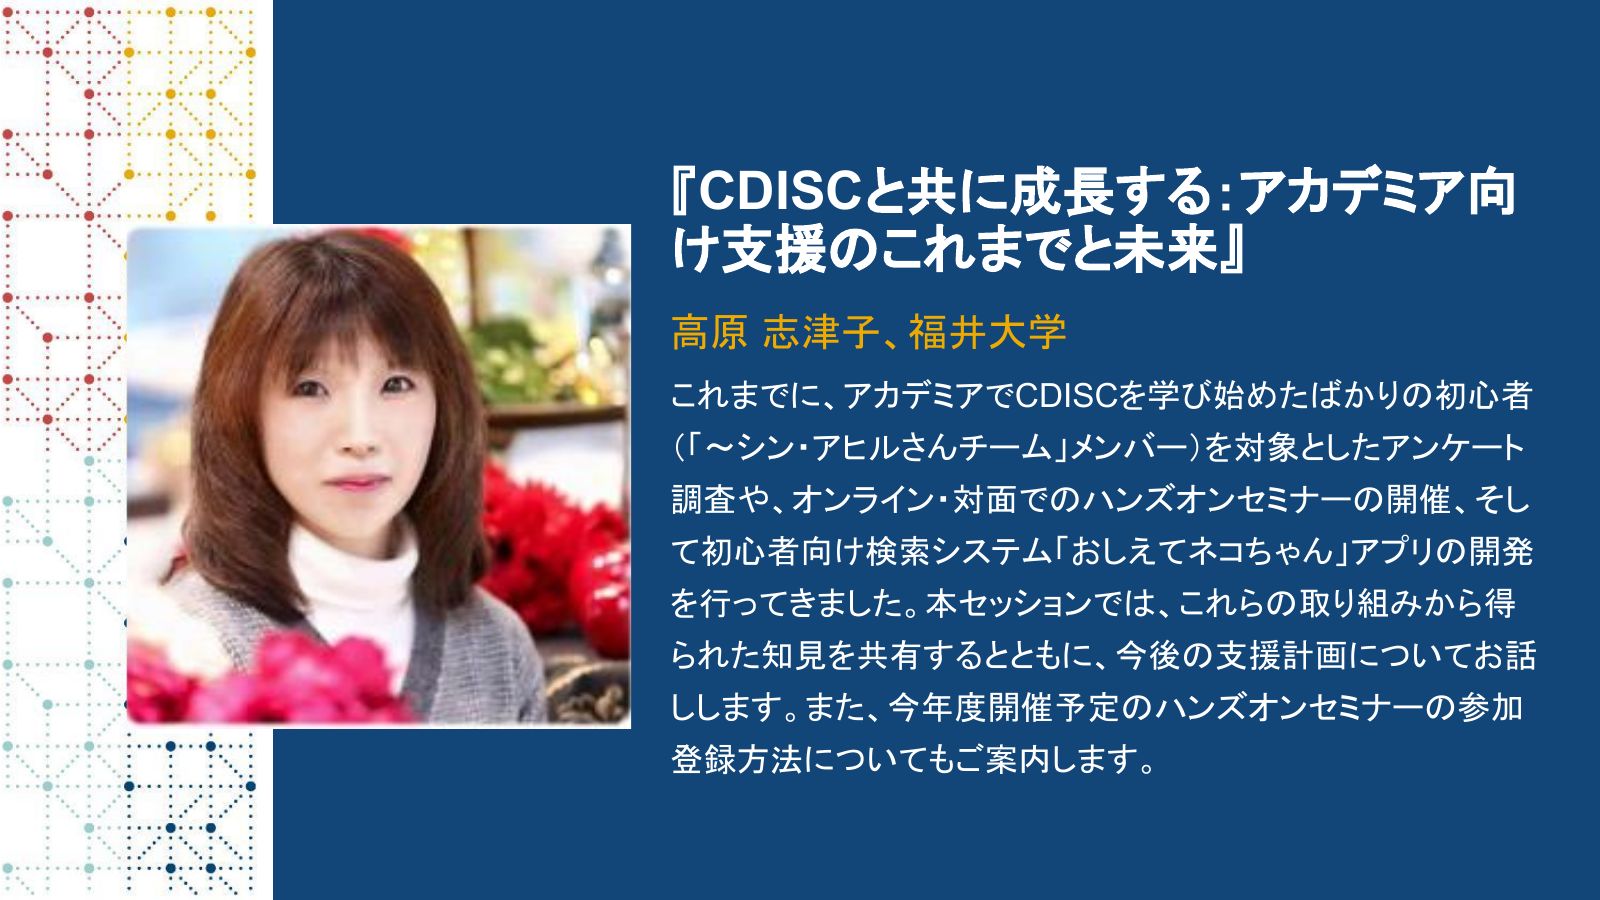 『CDISCと共に成長する：アカデミア向
け支援のこれまでと未来』
高原 志津子、福井大学
これまでに、アカデミアでCDISCを学び始めたばかりの初心者
（「～シン・アヒルさんチーム」メンバー）を対象としたアンケート
調査や、オンライン・対面でのハンズオンセミナーの開催、そし
て初心者向け検索システム「おしえてネコちゃん」アプリの開発
を行ってきました。本セッションでは、これらの取り組みから得
られた知見を共有するとともに、今後の支援計画についてお話
しします。また、今年度開催予定のハンズオンセミナーの参加
登録方法についてもご案内します。